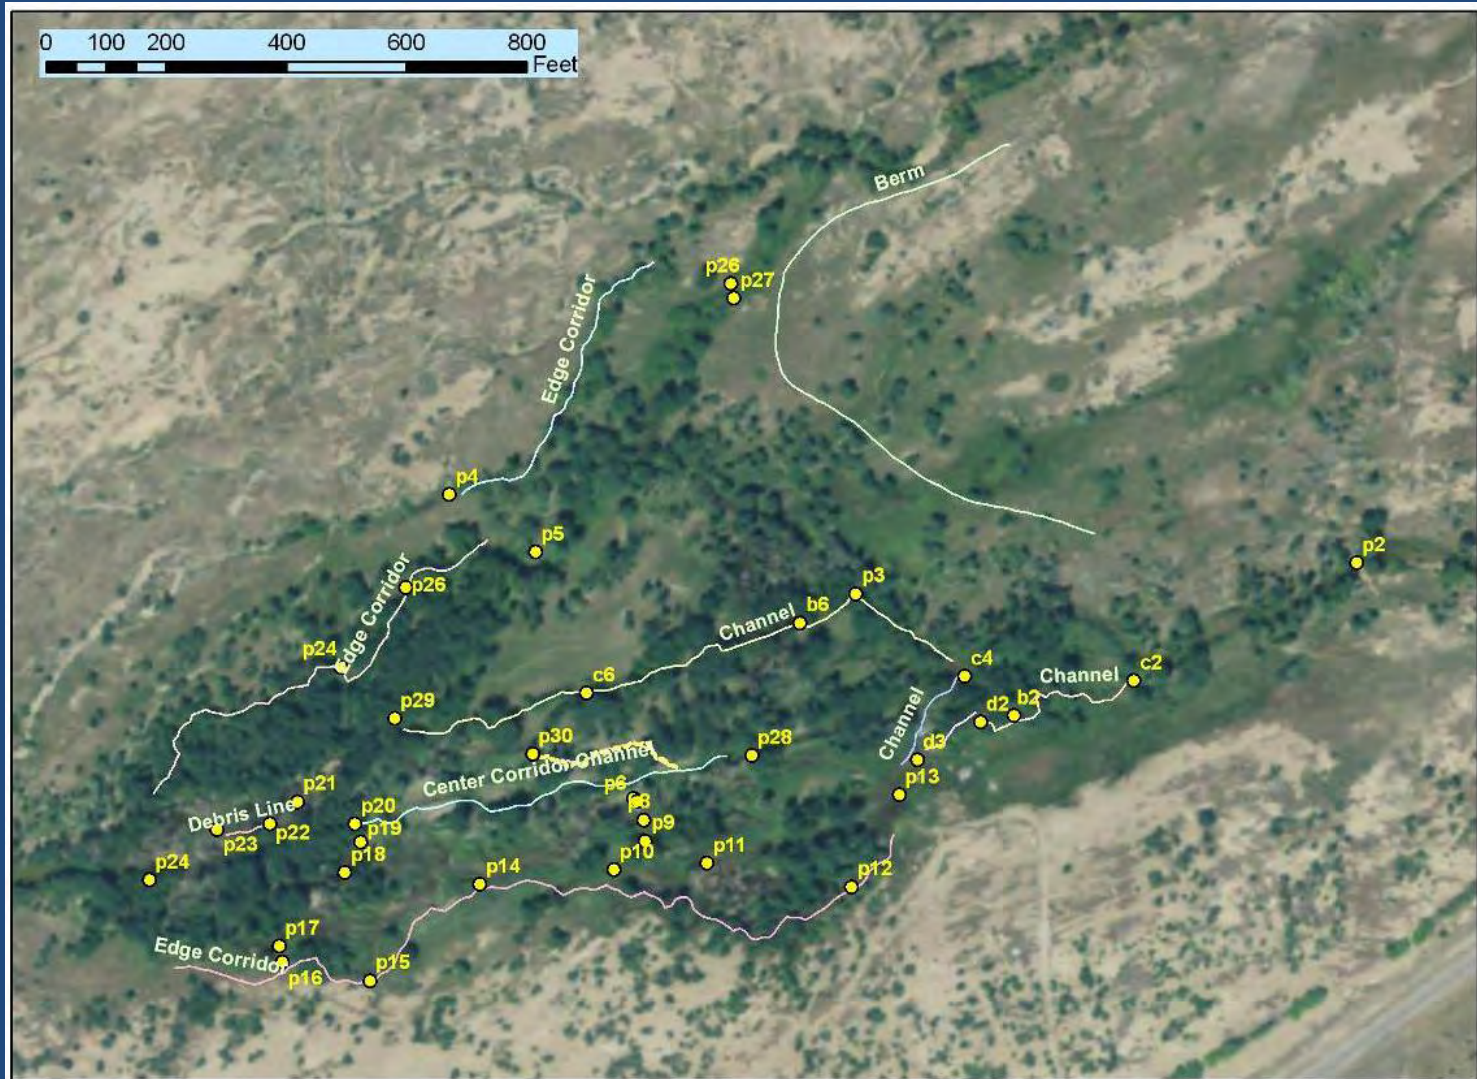 0 100 200 400 600 800
Feet
Berm
p26
p27
Edge Corridor
p4
p5
p2
p26
Edge Corridor
p3
b6
Channel
p24
c4
c2
Channel
c6
b2
d2
p29
Channel
d3
p30
p28
Center Corridor Channel
p13
p6
p8
p21
Debris Line
p20
p22
p23
p19
p9
p18
p10
p11
p24
p14
p12
p17
Edge Corridor
p16
p15